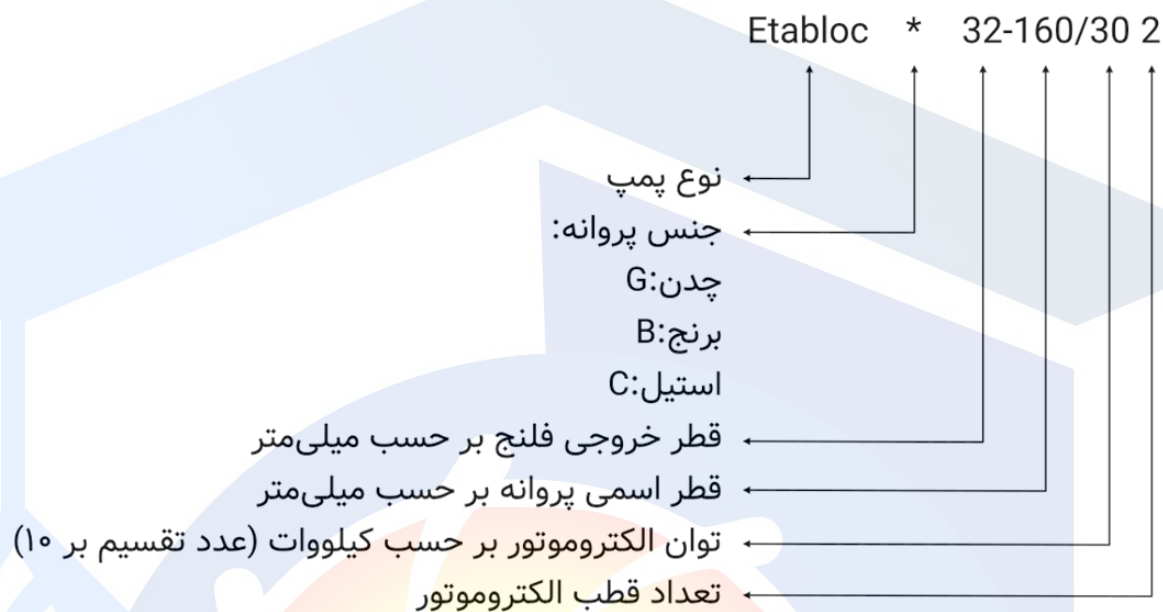 Etabloc * 32-160/30 2
نوع پمپ
جنس پروانه:
چدن:G
برنج:B
استیل:C
قطر خروجی فلنج بر حسب میلی‌متر
قطر اسمی پروانه بر حسب میلی‌متر
توان الکتروموتور بر حسب کیلووات (عدد تقسیم بر ۱۰)
تعداد قطب الکتروموتور